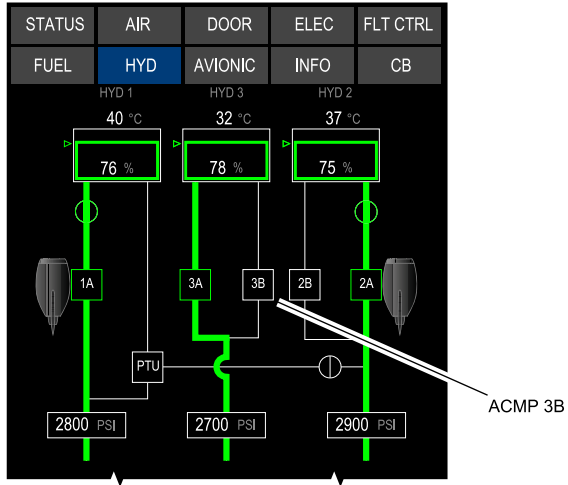 STATUS AIR DOOR ELEC FLT CTRL
FUEL HYD AVIONIC INFO CB
HYD 1 HYD 3 HYD 2
40 °C 32 °C 37 °C
76 % 78 % 75 %
1A 3A 3B 2B 2A
PTU
ACMP 3B
2800 PSI 2700 PSI 2900 PSI